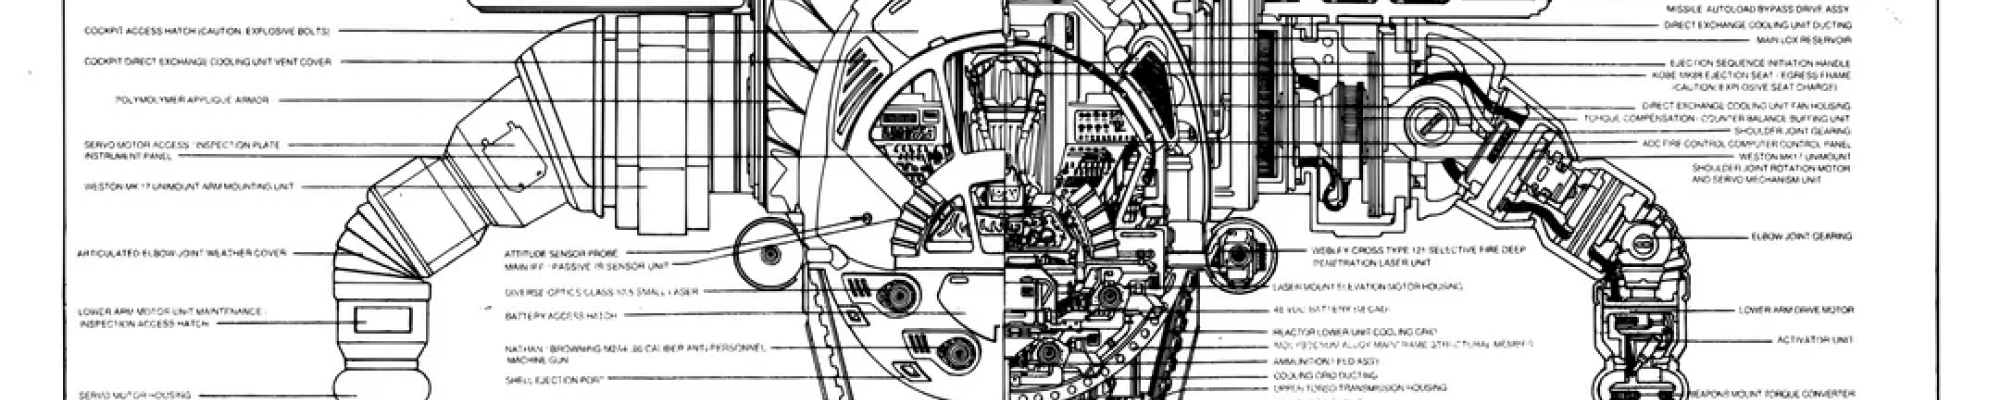 COCKPIT ACCESS HATCH (CAUTION: EXPLOSIVE BOLTS)
COCKPIT DIRECT EXCHANGE COOLING UNIT VENT COVER
POLYMOLYMER APPLIQUE ARMOR
SERVO MOTOR ACCESS / INSPECTION PLATE
INSTRUMENT PANEL
WESTON MK 17 UNIMOUNT ARM MOUNTING UNIT
ARTICULATED ELBOW JOINT WEATHER COVER
LOWER ARM MOTOR UNIT MAINTENANCE -
INSPECTION ACCESS HATCH
SERVO MOTOR HOUSING
ATTITUDE SENSOR PROBE
MAIN IFF / PASSIVE IR SENSOR UNIT
DIVERSE OPTICS CLASS 10.5 SMALL LASER
BATTERY ACCESS HATCH
NATHAN / BROWNING M2A4 .50 CALIBER ANTI-PERSONNEL
MACHINE GUN
SHELL EJECTION PORT
MISSILE AUTOLOAD BYPASS DRIVE ASSY
DIRECT EXCHANGE COOLING UNIT DUCTING
MAIN LOX RESERVOIR
EJECTION SEQUENCE INITIATION HANDLE
KOBE MKIIR EJECTION SEAT / EGRESS FRAME
(CAUTION: EXPLOSIVE SEAT CHARGE)
DIRECT EXCHANGE COOLING UNIT FAN HOUSING
TORQUE COMPENSATION / COUNTER BALANCE BUFFING UNIT
SHOULDER JOINT GEARING
ADC FIRE CONTROL COMPUTER CONTROL PANEL
WESTON MK17 UNIMOUNT
SHOULDER JOINT ROTATION MOTOR
AND SERVO MECHANISM UNIT
WEBLEY-CROSS TYPE 121 SELECTIVE FIRE DEEP
PENETRATION LASER UNIT
LASER MOUNT ELEVATION MOTOR HOUSING
48 VDC BATTERY
REACTOR LOWER UNIT COOLING GRID
ALLOY MAIN FRAME STRUCTURAL MEMBER
AMMUNITION FEED ASSY
COOLING GRID DUCTING
UPPER TORSO TRANSMISSION HOUSING
ELBOW JOINT GEARING
LOWER ARM DRIVE MOTOR
ACTIVATOR UNIT
WEAPONS MOUNT TORQUE CONVERTER